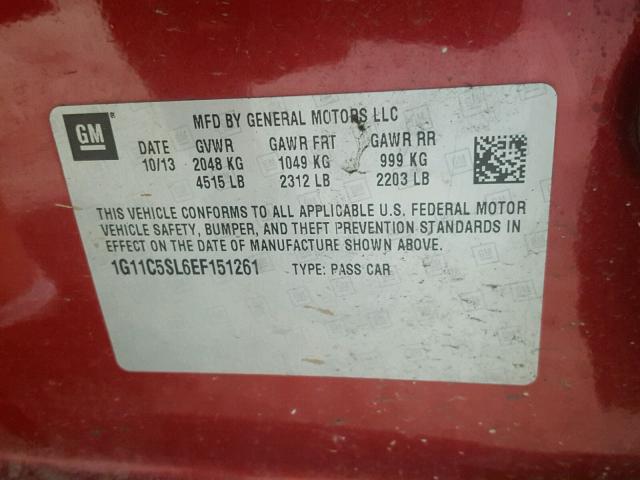 GM®
MFD BY GENERAL MOTORS LLC
DATE GVWR GAWR FRT GAWR RR
10/13 2048 KG 1049 KG 999 KG
4515 LB 2312 LB 2203 LB
THIS VEHICLE CONFORMS TO ALL APPLICABLE U.S. FEDERAL MOTOR
VEHICLE SAFETY, BUMPER, AND THEFT PREVENTION STANDARDS IN
EFFECT ON THE DATE OF MANUFACTURE SHOWN ABOVE.
1G11C5SL6EF151261 TYPE: PASS CAR